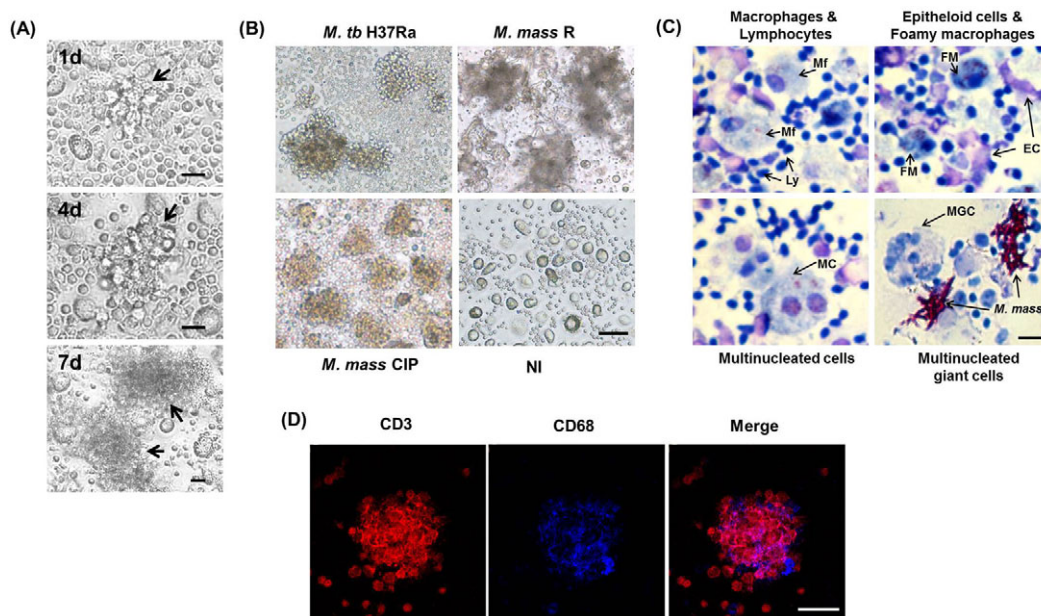 (A)
1d
4d
7d
(B)
M. tb H37Ra
M. mass R
M. mass CIP
NI
(C)
Macrophages &
Lymphocytes
Epitheloid cells &
Foamy macrophages
Mf
Mf
Ly
FM
FM
EC
MC
MGC
M. mass
Multinucleated cells
Multinucleated
giant cells
(D)
CD3
CD68
Merge